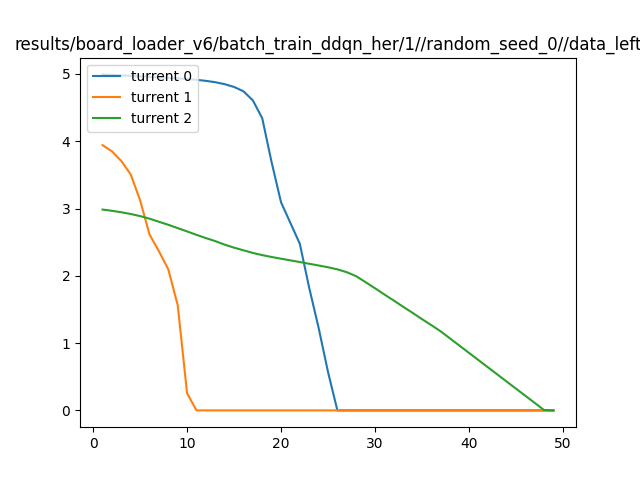 results/board_loader_v6/batch_train_ddqn_her/1//random_seed_0//data_left
turrent 0
turrent 1
turrent 2
5
4
3
2
1
0
0 10 20 30 40 50